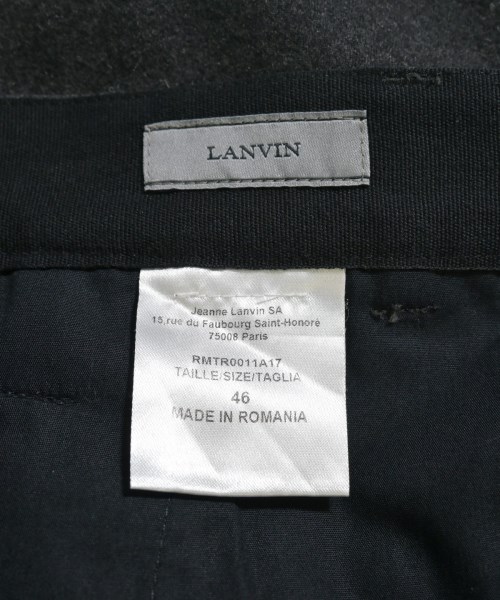 LANVIN
Jeanne Lanvin SA
15,rue du Faubourg Saint-Honoré
75008 Paris
RMTR0011A17
TAILLE/SIZE/TAGLIA
46
MADE IN ROMANIA